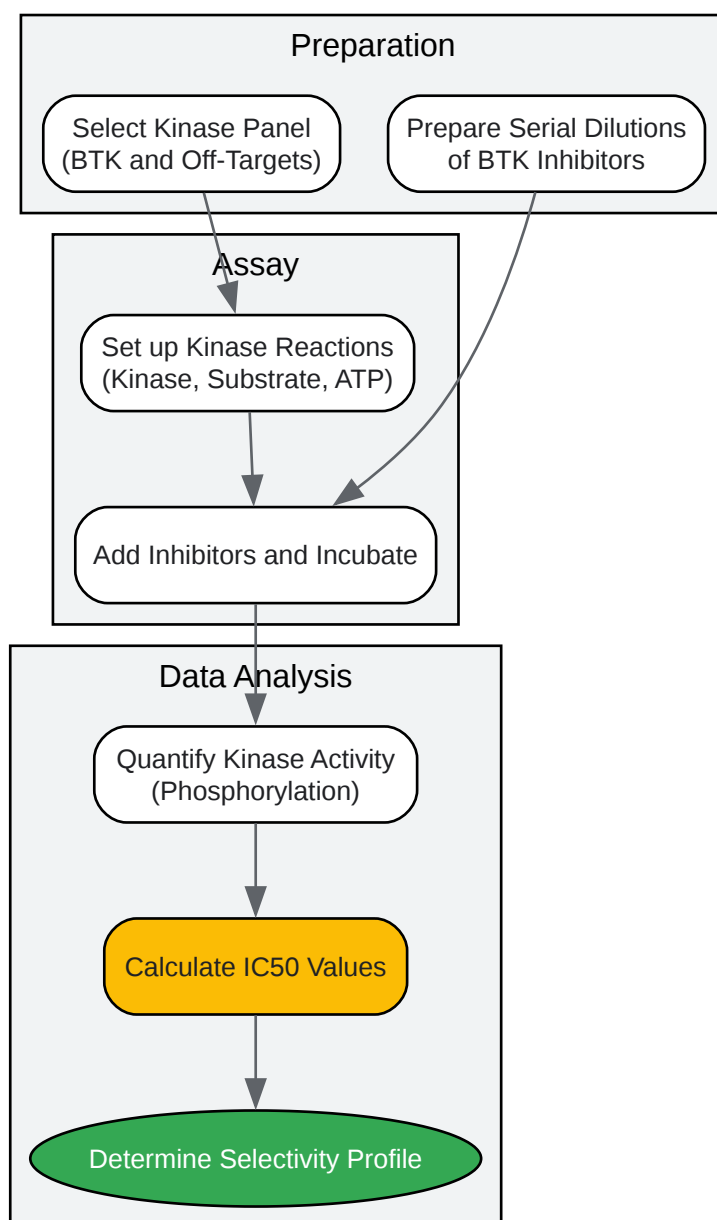 Preparation
Select Kinase Panel
(BTK and Off-Targets)
Prepare Serial Dilutions
of BTK Inhibitors
Assay
Set up Kinase Reactions
(Kinase, Substrate, ATP)
Add Inhibitors and Incubate
Data Analysis
Quantify Kinase Activity
(Phosphorylation)
Calculate IC50 Values
Determine Selectivity Profile